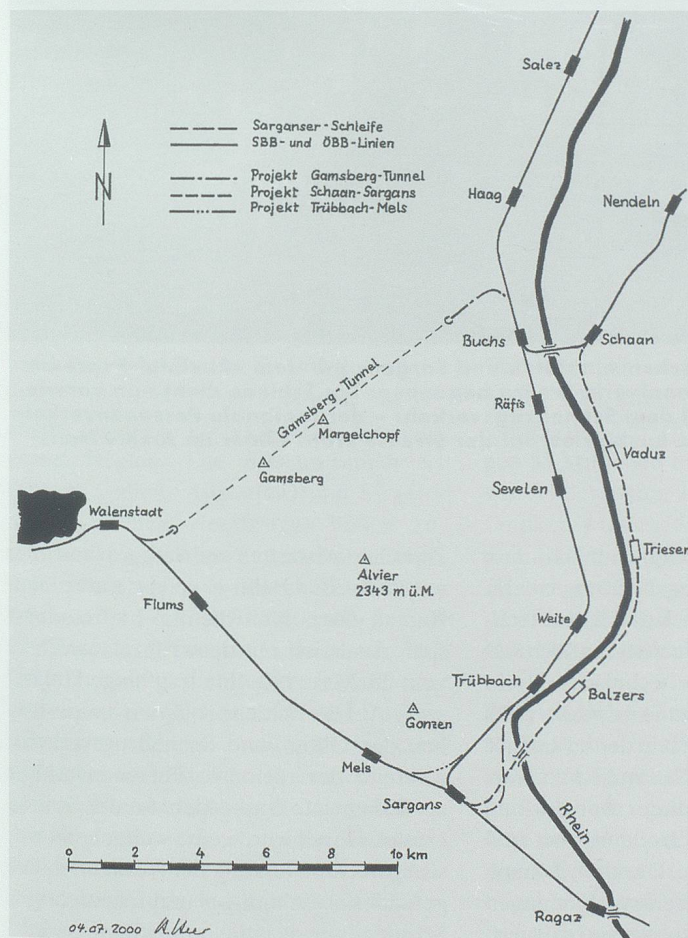 Salez
Sarganser-Schleife
SBB- und ÖBB-Linien
Projekt Gamsberg-Tunnel
Projekt Schaan-Sargans
Projekt Trübbach-Mels
N
Haag
Nendeln
Buchs
Schaan
Gamsberg-Tunnel
Margelchopf
Räfis
Gamsberg
Vaduz
Sevelen
Walenstadt
Triesen
Alvier
2343 m ü.M.
Flums
Weite
Trübbach
Balzers
Gonzen
Mels
Sargans
Rhein
0 2 4 6 8 10 km
Ragaz
04.07.2000